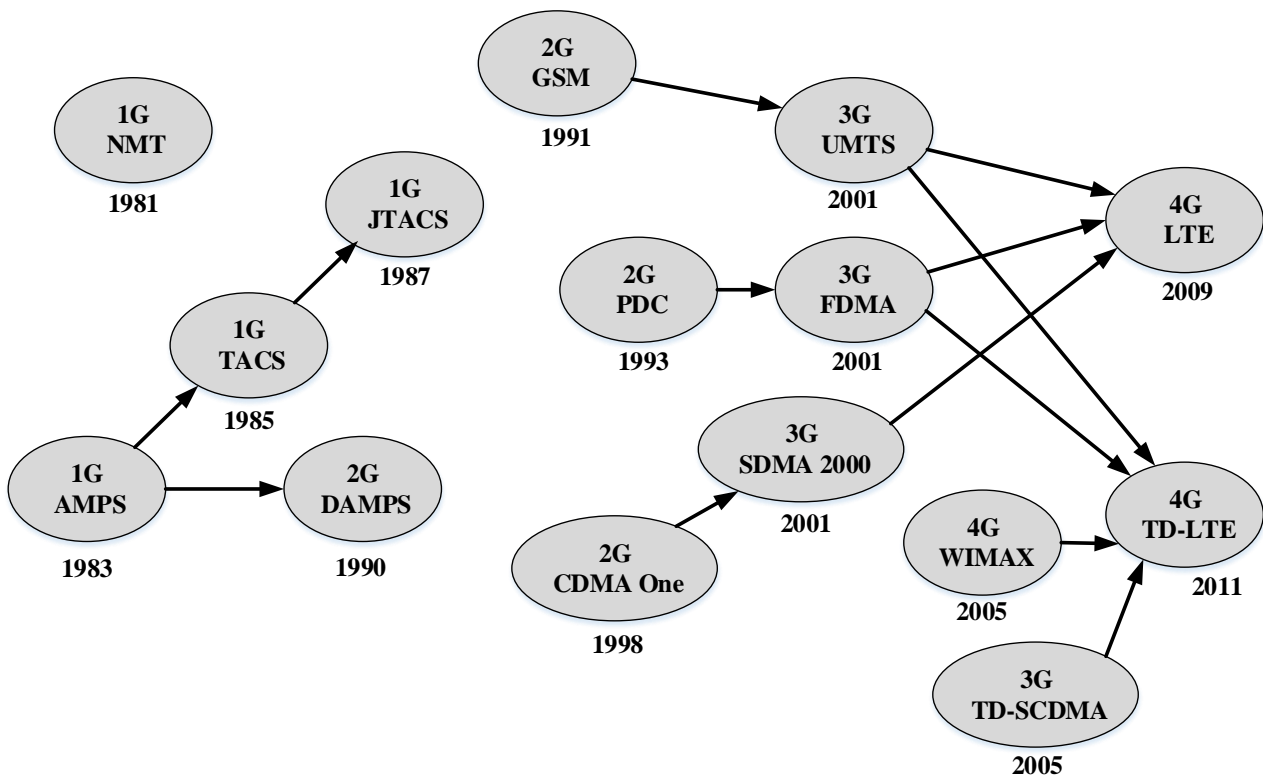 1G
NMT
1981
1G
JTACS
1987
1G
TACS
1985
1G
AMPS
1983
2G
DAMPS
1990
2G
GSM
1991
3G
UMTS
2001
4G
LTE
2009
2G
PDC
1993
3G
FDMA
2001
3G
SDMA 2000
2001
2G
CDMA One
1998
4G
WIMAX
2005
4G
TD-LTE
2011
3G
TD-SCDMA
2005